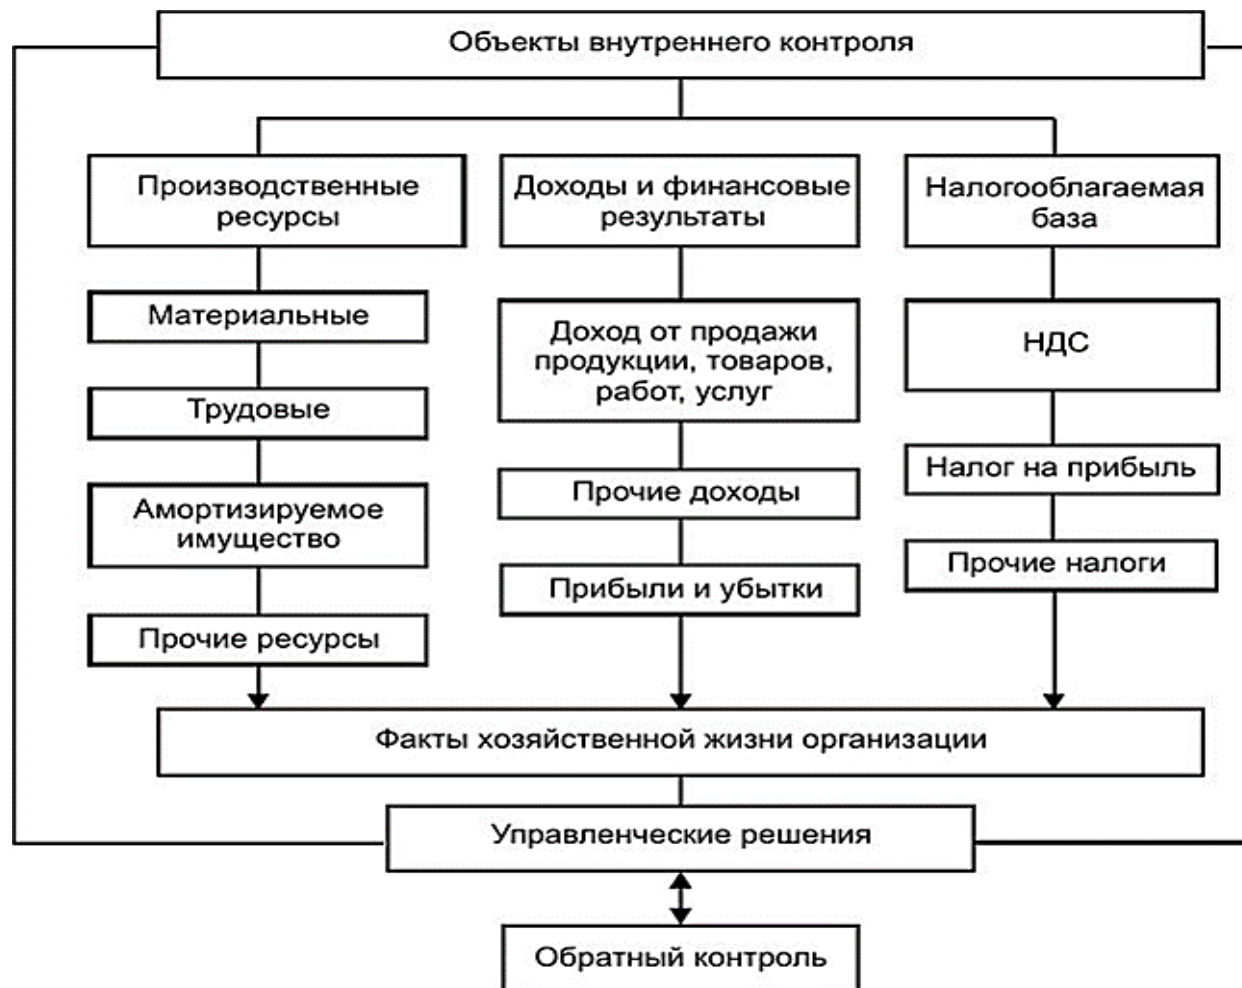 Объекты внутреннего контроля
Производственные
ресурсы
Материальные
Трудовые
Амортизируемое
имущество
Прочие ресурсы
Доходы и финансовые
результаты
Доход от продажи
продукции, товаров,
работ, услуг
Прочие доходы
Прибыли и убытки
Налогооблагаемая
база
НДС
Налог на прибыль
Прочие налоги
Факты хозяйственной жизни организации
Управленческие решения
Обратный контроль